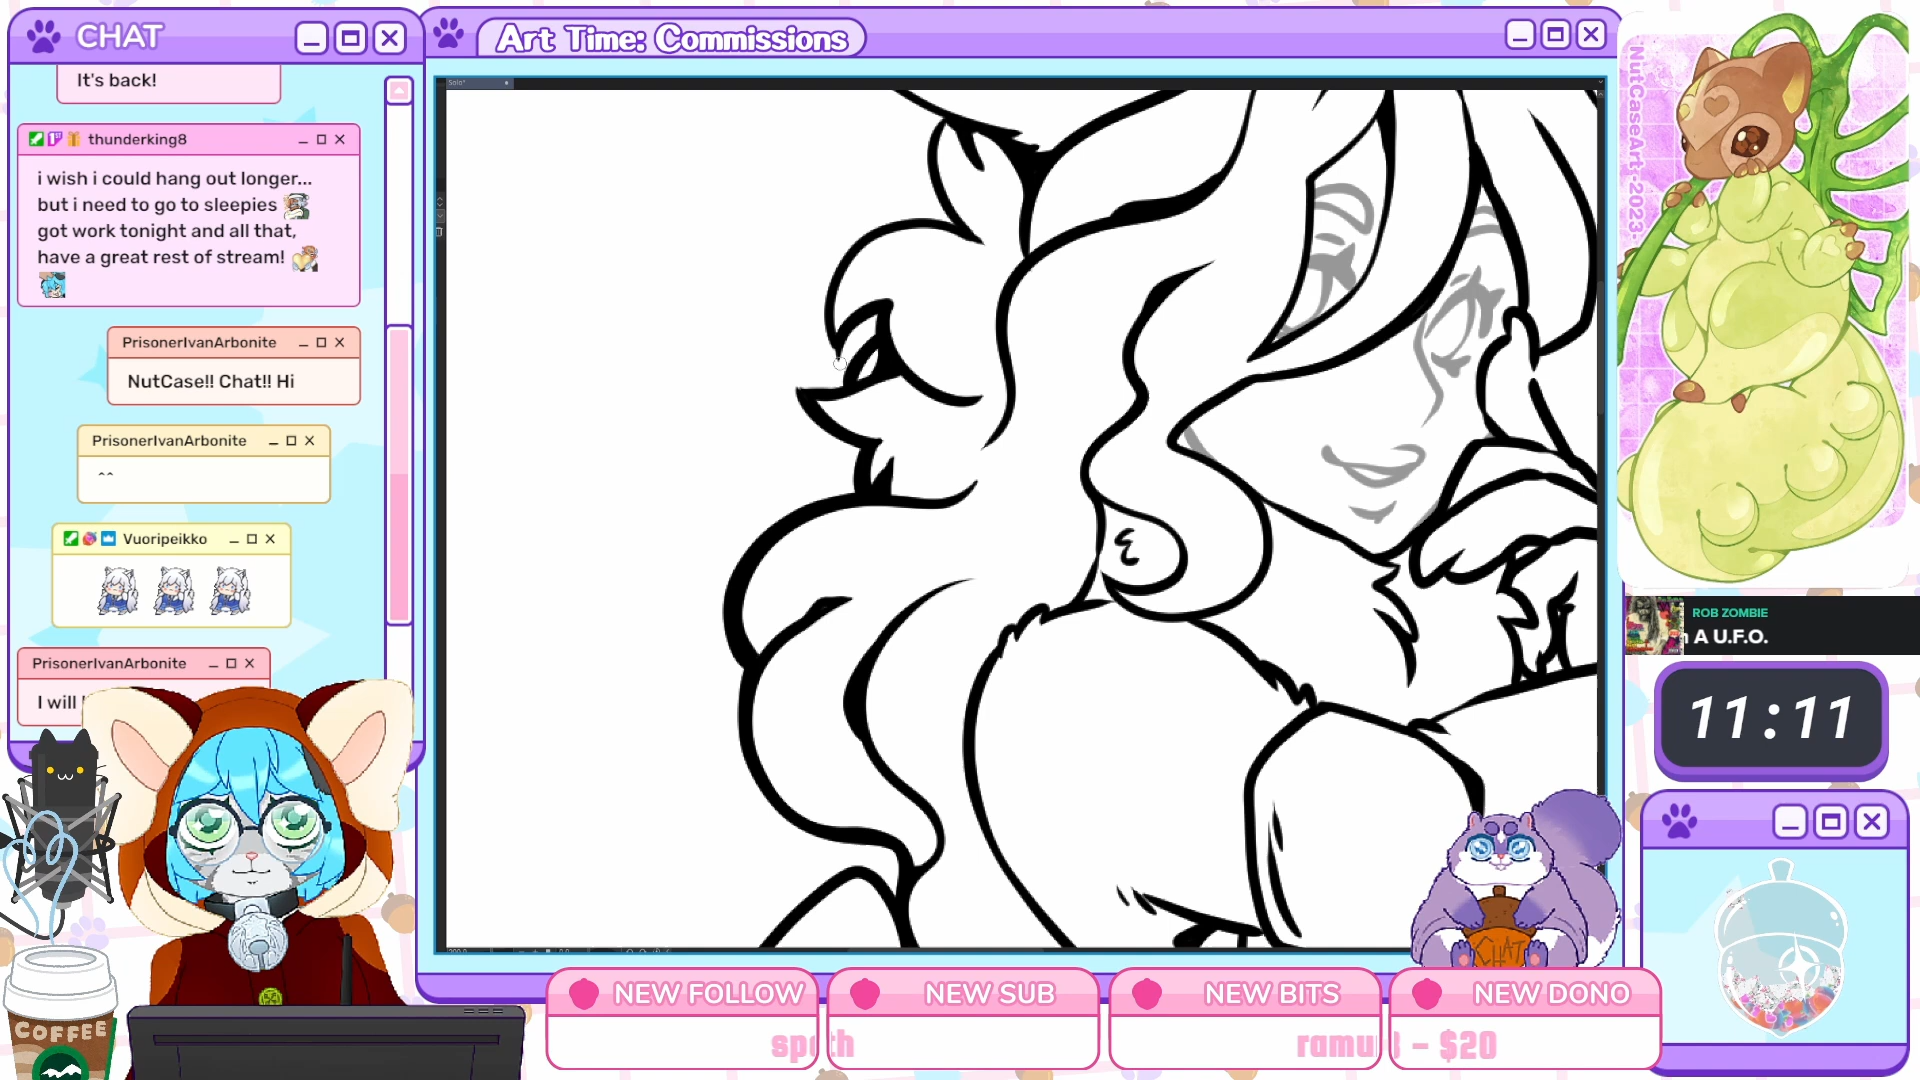 CHAT
It's back!
thunderking8
i wish i could hang out longer...
but i need to go to sleepies
got work tonight and all that,
have a great rest of stream!
PrisonerIvanArbonite
NutCase!! Chat!! Hi
PrisonerIvanArbonite
^^
Vuoripeikko
PrisonerIvanArbonite
I will
COFFEE
Art Time: Commissions
Solo*
CHAT
NutCaseArt -2023-
ROB ZOMBIE
A U.F.O.
11:11
NEW FOLLOW
NEW SUB
NEW BITS
NEW DONO
- $20